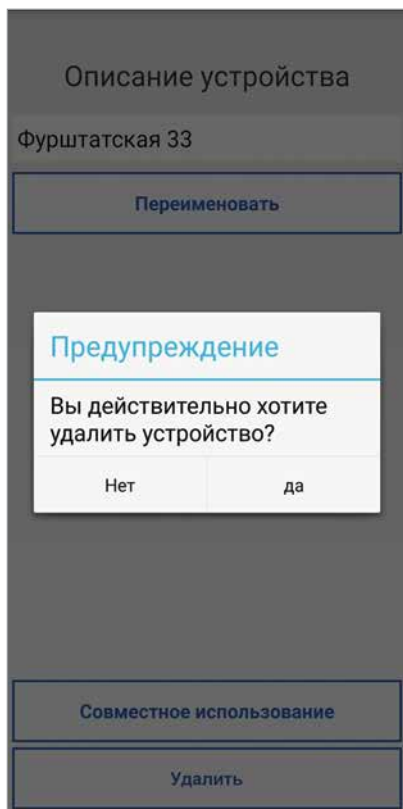 Описание устройства
Фурштатская 33
Переименовать
Предупреждение
Вы действительно хотите
удалить устройство?
Нет да
Совместное использование
Удалить